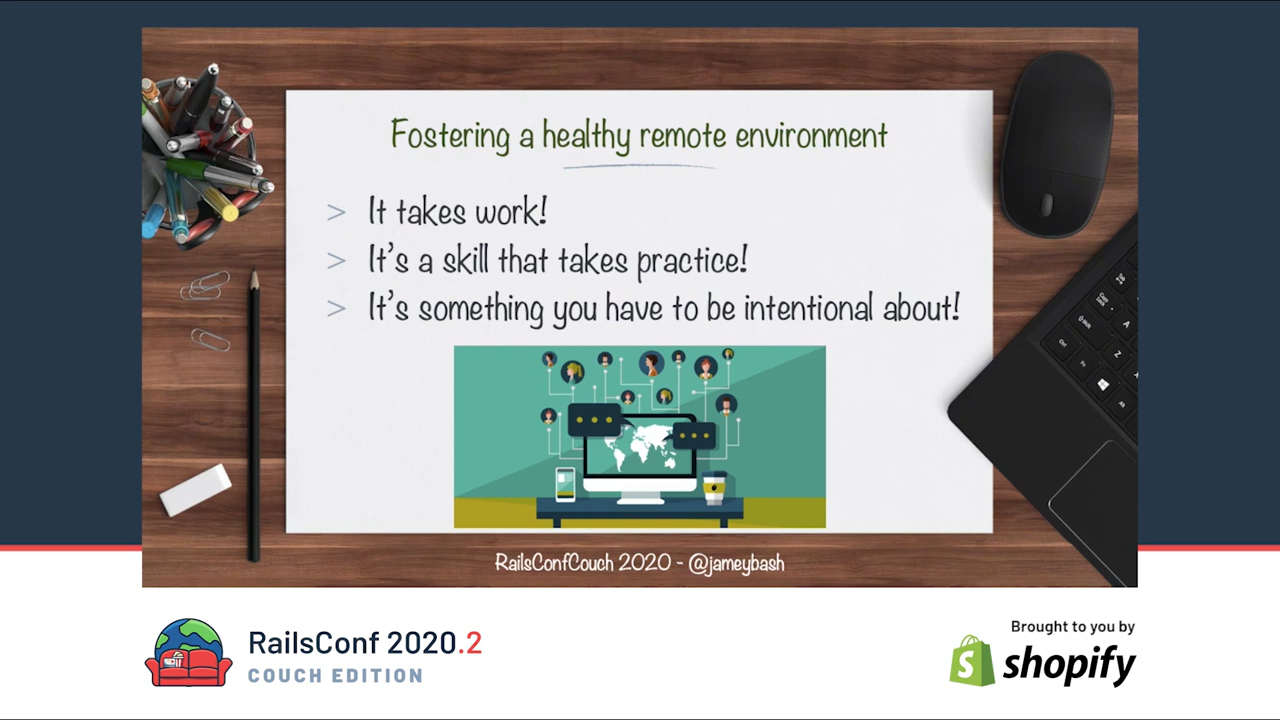 Fostering a healthy remote environment
> It takes work!
> It's a skill that takes practice!
> It's something you have to be intentional about!
RailsConfCouch 2020 - @jameybash
RailsConf 2020.2
COUCH EDITION
Brought to you by
shopify